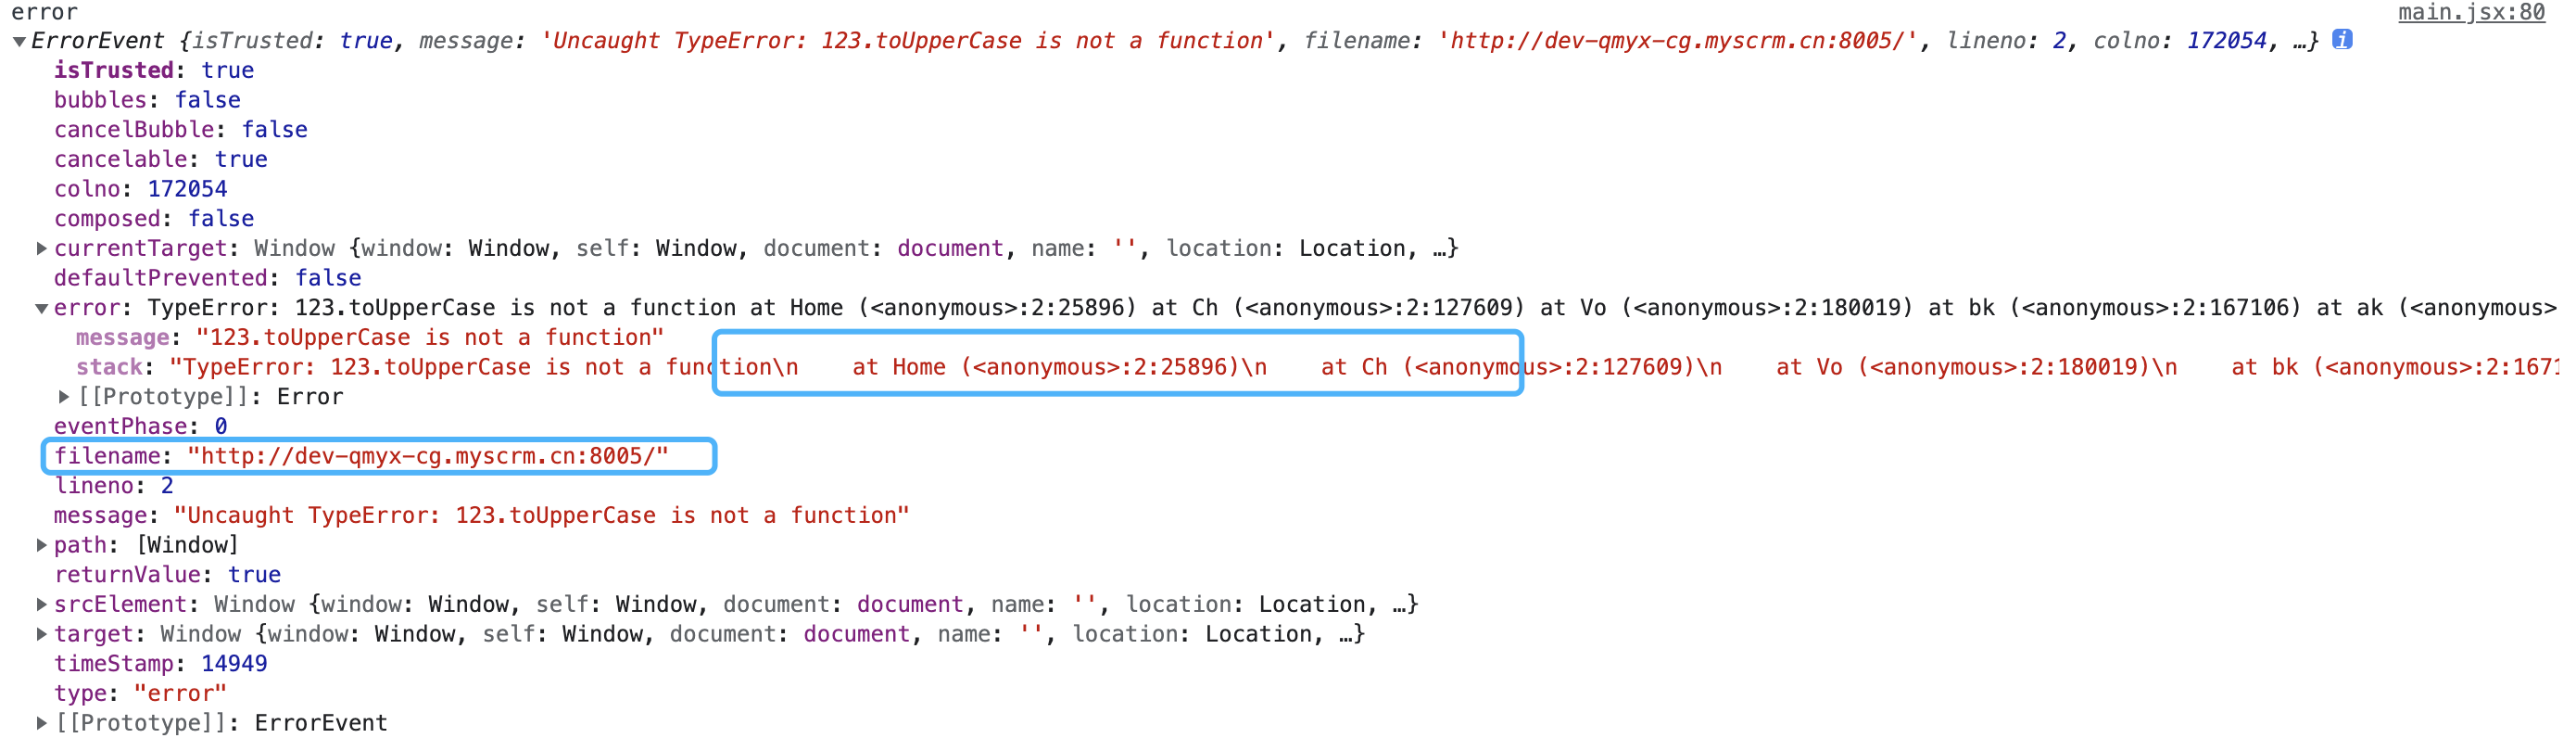 error main.jsx:80
ErrorEvent {isTrusted: true, message: 'Uncaught TypeError: 123.toUpperCase is not a function', filename: 'http://dev-qmyx-cg.myscrm.cn:8005/', lineno: 2, colno: 172054, …} i
isTrusted: true
bubbles: false
cancelBubble: false
cancelable: true
colno: 172054
composed: false
currentTarget: Window {window: Window, self: Window, document: document, name: '', location: Location, …}
defaultPrevented: false
error: TypeError: 123.toUpperCase is not a function at Home (<anonymous>:2:25896) at Ch (<anonymous>:2:127609) at Vo (<anonymous>:2:180019) at bk (<anonymous>:2:167106) at ak (<anonymous>
message: "123.toUpperCase is not a function"
stack: "TypeError: 123.toUpperCase is not a function\n    at Home (<anonymous>:2:25896)\n    at Ch (<anonymous>:2:127609)\n    at Vo (<anonymous>:2:180019)\n    at bk (<anonymous>:2:1671
[[Prototype]]: Error
eventPhase: 0
filename: "http://dev-qmyx-cg.myscrm.cn:8005/"
lineno: 2
message: "Uncaught TypeError: 123.toUpperCase is not a function"
path: [Window]
returnValue: true
srcElement: Window {window: Window, self: Window, document: document, name: '', location: Location, …}
target: Window {window: Window, self: Window, document: document, name: '', location: Location, …}
timeStamp: 14949
type: "error"
[[Prototype]]: ErrorEvent